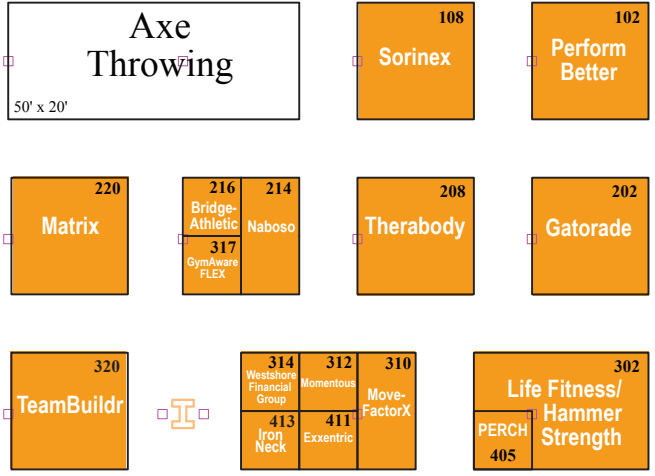 Axe
Throwing
50' x 20'
108
Sorinex
102
Perform
Better
220
Matrix
216
Bridge-
Athletic
214
Naboso
317
GymAware
FLEX
208
Therabody
202
Gatorade
320
TeamBuildr
314
Westshore
Financial
Group
312
Momentous
310
Move-
FactorX
413
Iron
Neck
411
Exxentric
302
Life Fitness/
Hammer
Strength
PERCH
405